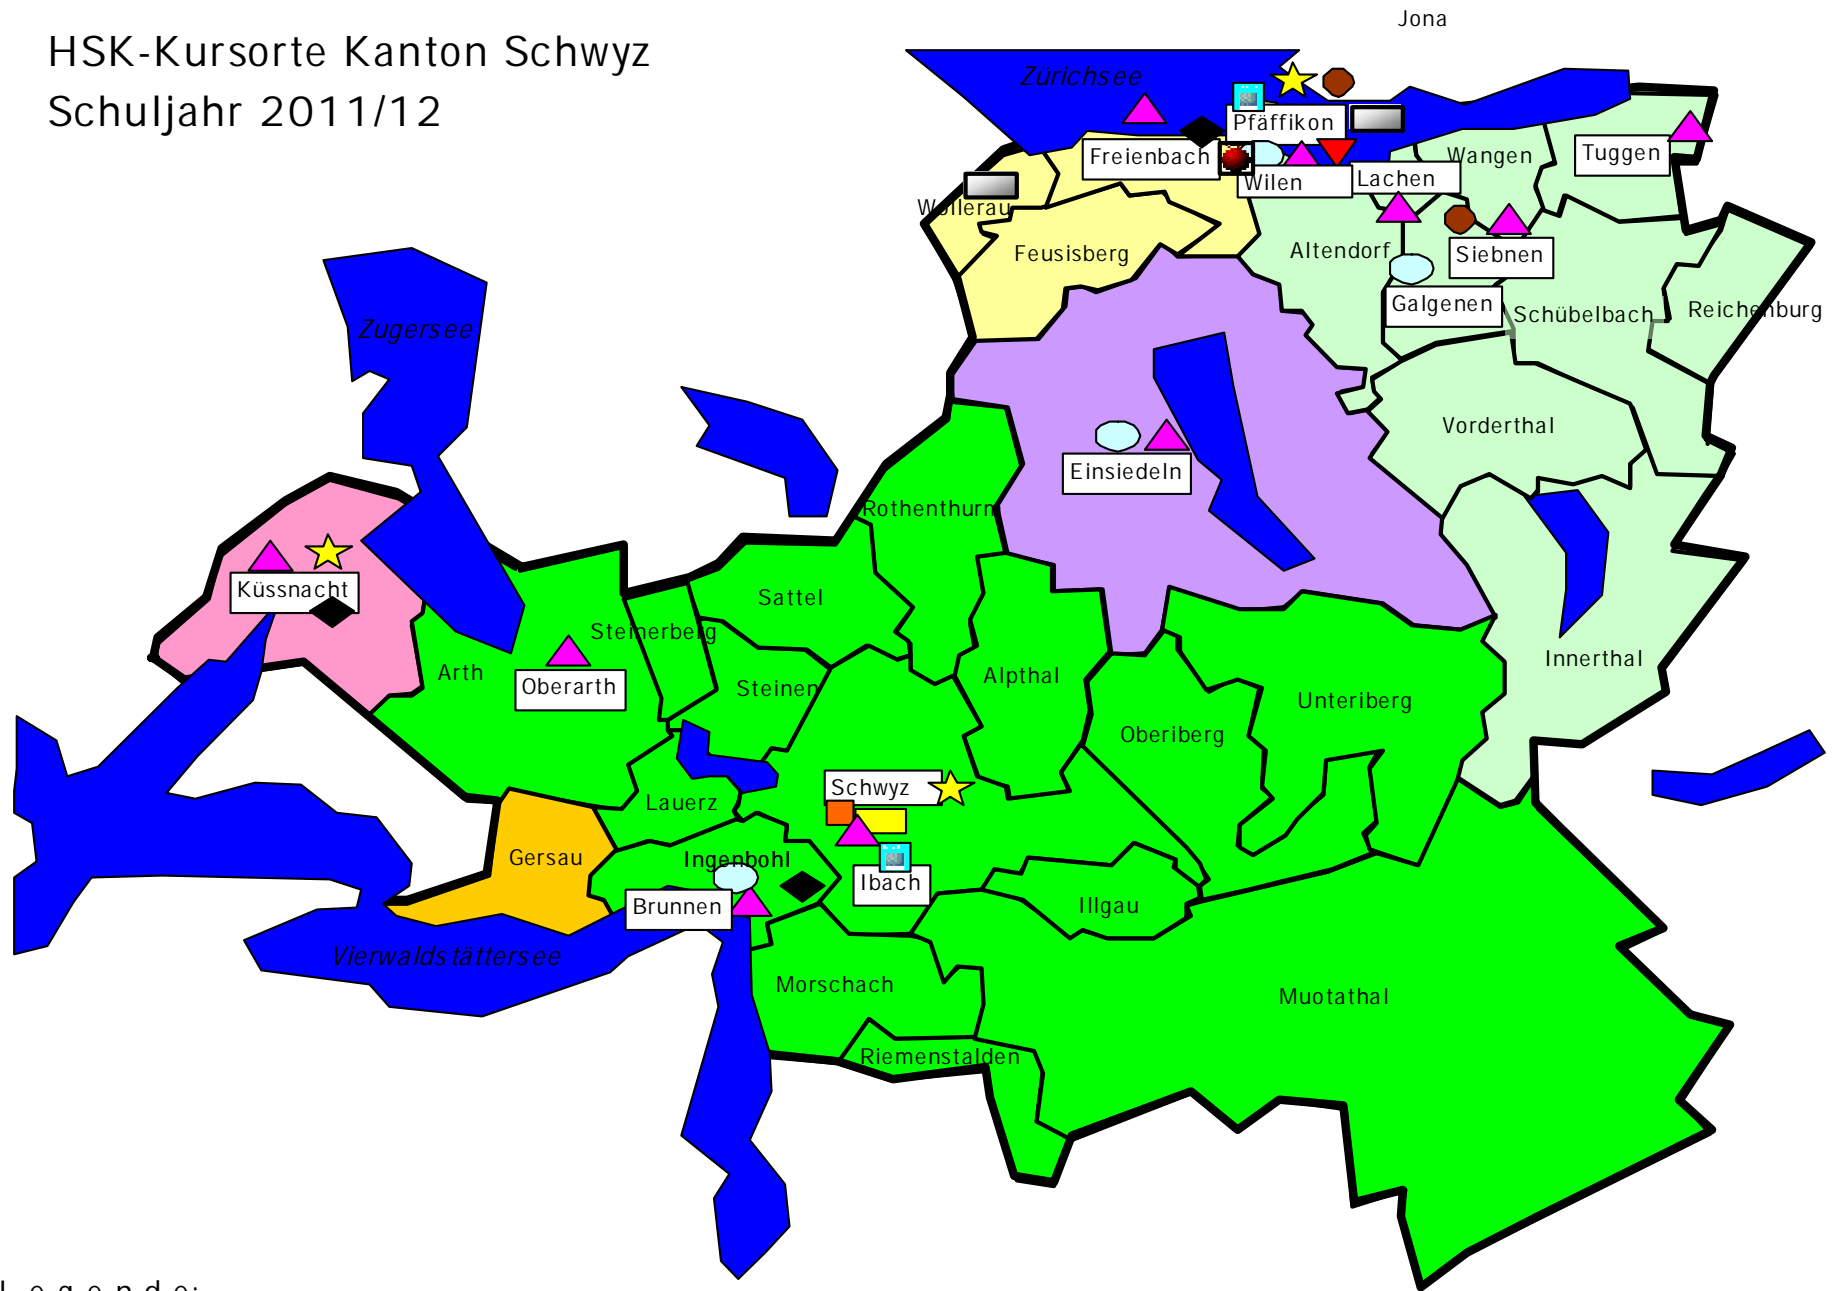 Jona
HSK-Kursorte Kanton Schwyz
Schuljahr 2011/12
Zürichsee
Pfäffikon
Freienbach
Wangen
Tuggen
Wilen
Lachen
Wollerau
Feusisberg
Altendorf
Siebnen
Galgenen
Schübelbach
Reichenburg
Zugersee
Vorderthal
Einsiedeln
Rothenthurm
Küssnacht
Sattel
Steinerberg
Arth
Oberarth
Steinen
Alpthal
Innerthal
Unteriberg
Oberiberg
Schwyz
Lauerz
Gersau
Ingenbohl
Ibach
Brunnen
Illgau
Vierwaldstättersee
Morschach
Muotathal
Riemenstalden
Legende: